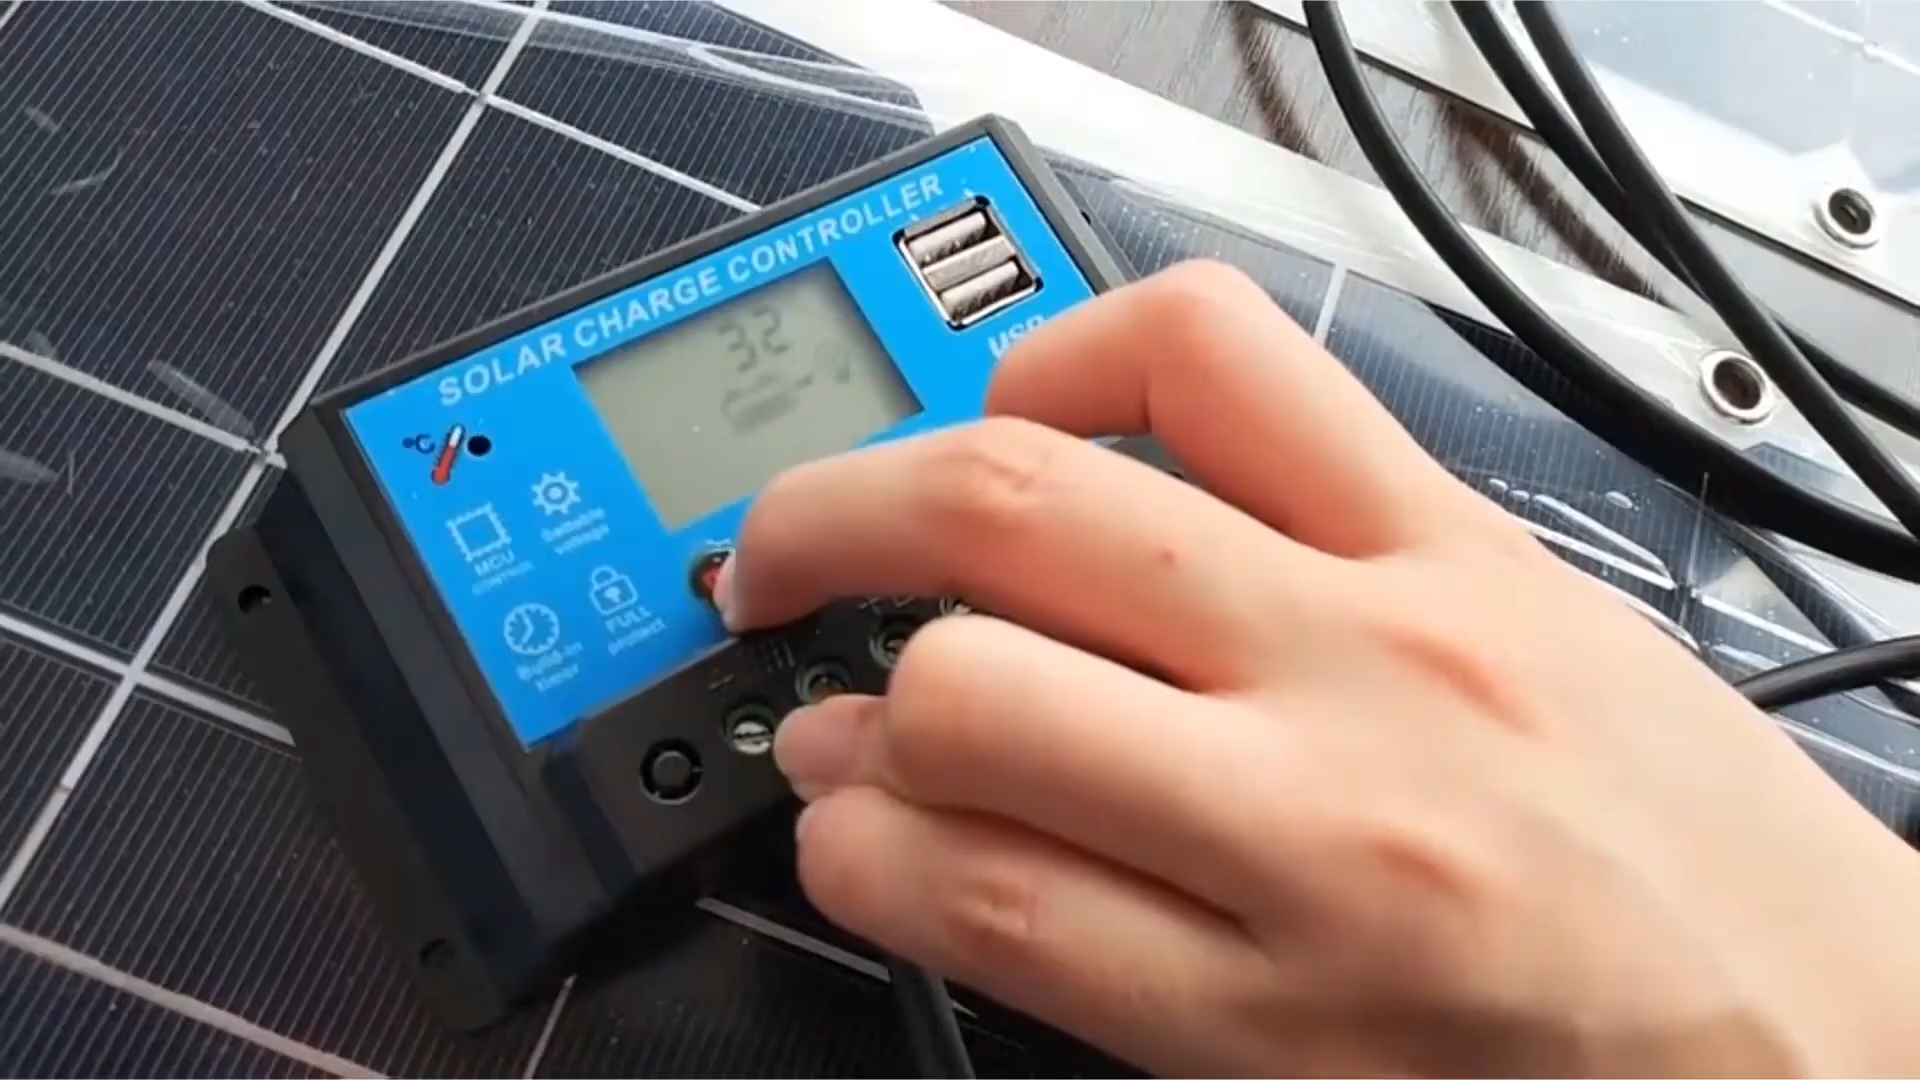 SOLAR CHARGE CONTROLLER
32
USB
°C
Settable
voltage
MCU
CONTROL
FULL
protect
Build-in
timer